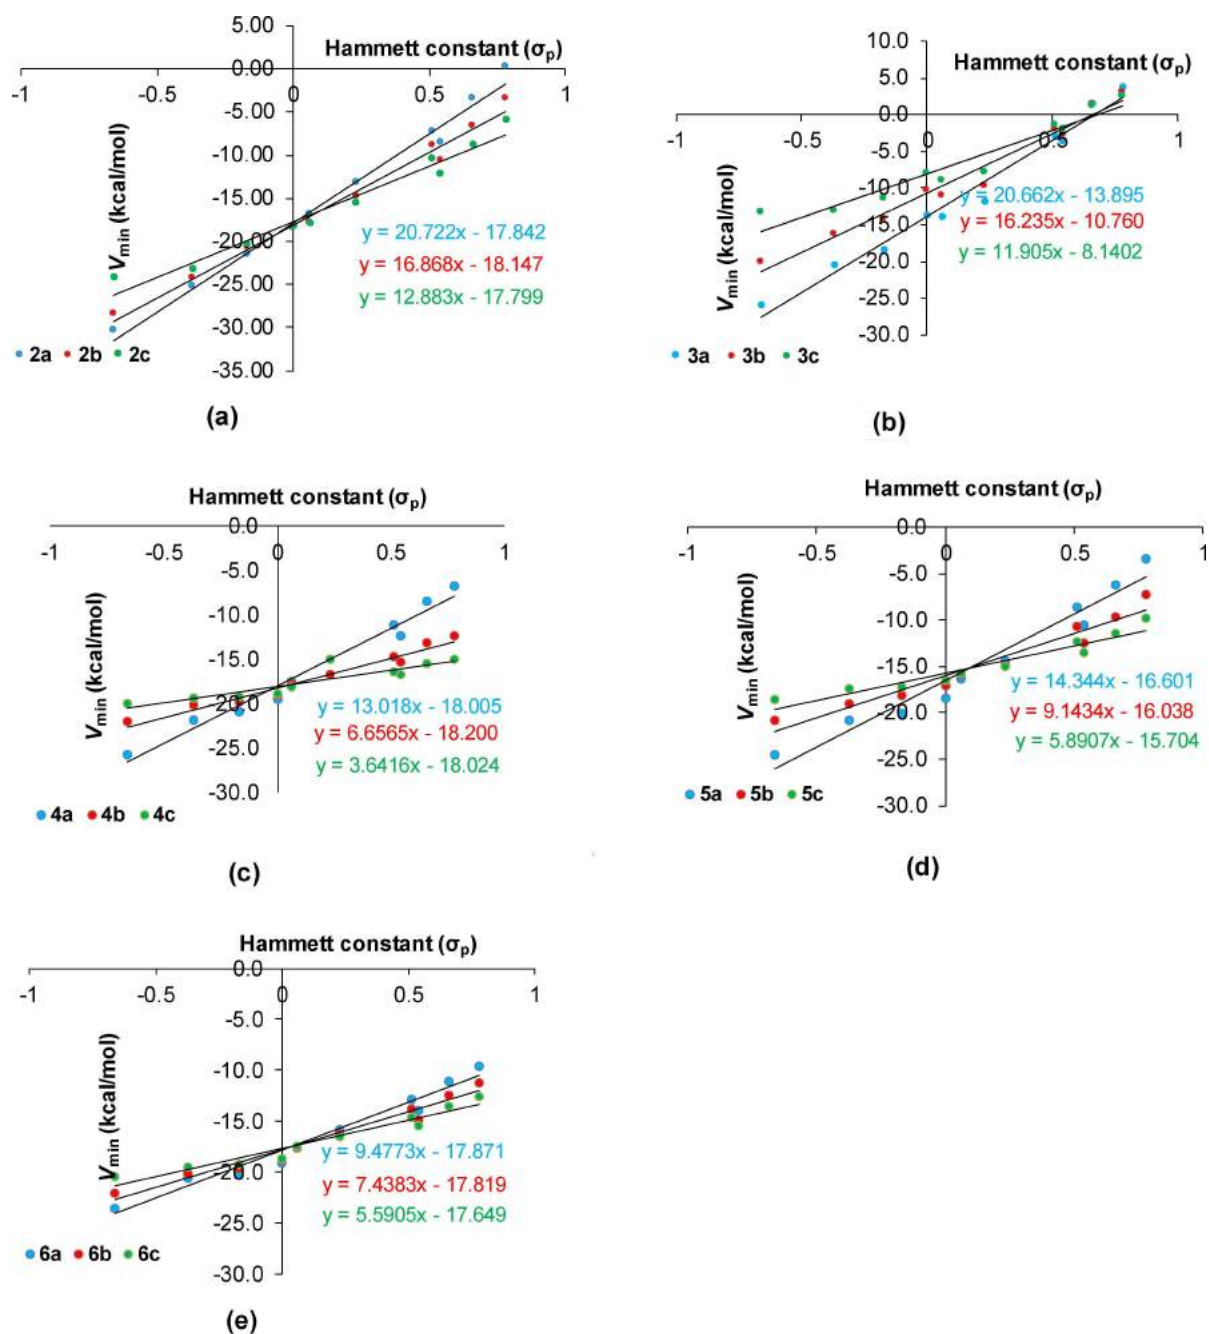 5.00
Hammett constant (σp)
0.00
-1 -0.5 0 0.5 1
-5.00
-10.00
-15.00
-20.00
-25.00
-30.00
-35.00
Vmin (kcal/mol)
y = 20.722x - 17.842
y = 16.868x - 18.147
y = 12.883x - 17.799
2a 2b 2c
(a)
10.0
Hammett constant (σp)
5.0
0.0
-1 -0.5 0 0.5 1
-5.0
-10.0
-15.0
-20.0
-25.0
-30.0
Vmin (kcal/mol)
y = 20.662x - 13.895
y = 16.235x - 10.760
y = 11.905x - 8.1402
3a 3b 3c
(b)
Hammett constant (σp)
0.0
-1 -0.5 0 0.5 1
-5.0
-10.0
-15.0
-20.0
-25.0
-30.0
Vmin (kcal/mol)
y = 13.018x - 18.005
y = 6.6565x - 18.200
y = 3.6416x - 18.024
4a 4b 4c
(c)
Hammett constant (σp)
0.0
-1 -0.5 0 0.5 1
-5.0
-10.0
-15.0
-20.0
-25.0
-30.0
Vmin (kcal/mol)
y = 14.344x - 16.601
y = 9.1434x - 16.038
y = 5.8907x - 15.704
5a 5b 5c
(d)
Hammett constant (σp)
0.0
-1 -0.5 0 0.5 1
-5.0
-10.0
-15.0
-20.0
-25.0
-30.0
Vmin (kcal/mol)
y = 9.4773x - 17.871
y = 7.4383x - 17.819
y = 5.5905x - 17.649
6a 6b 6c
(e)